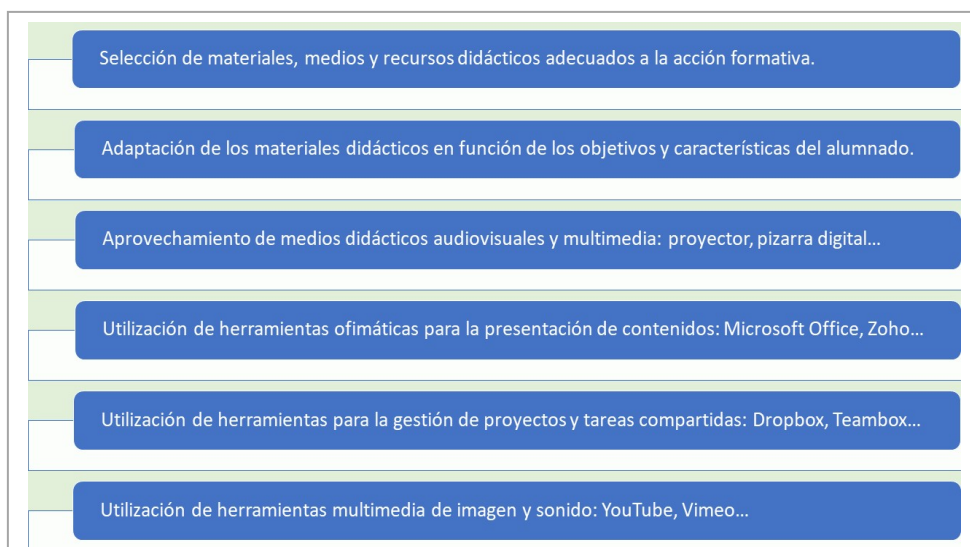 Selección de materiales, medios y recursos didácticos adecuados a la acción formativa.
Adaptación de los materiales didácticos en función de los objetivos y características del alumnado.
Aprovechamiento de medios didácticos audiovisuales y multimedia: proyector, pizarra digital...
Utilización de herramientas ofimáticas para la presentación de contenidos: Microsoft Office, Zoho...
Utilización de herramientas para la gestión de proyectos y tareas compartidas: Dropbox, Teambox...
Utilización de herramientas multimedia de imagen y sonido: YouTube, Vimeo...